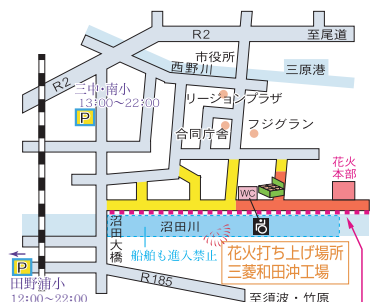 R2
至尾道
市役所
西野川
三原港
R2
三中・南小
13:00～22:00
P
リージョンプラザ
フジグラン
合同庁舎
花火
本部
WC
沼田大橋
沼田川
船舶も進入禁止
花火打ち上げ場所
三菱和田沖工場
P
田野浦小
12:00～22:00
R185
至須波・竹原